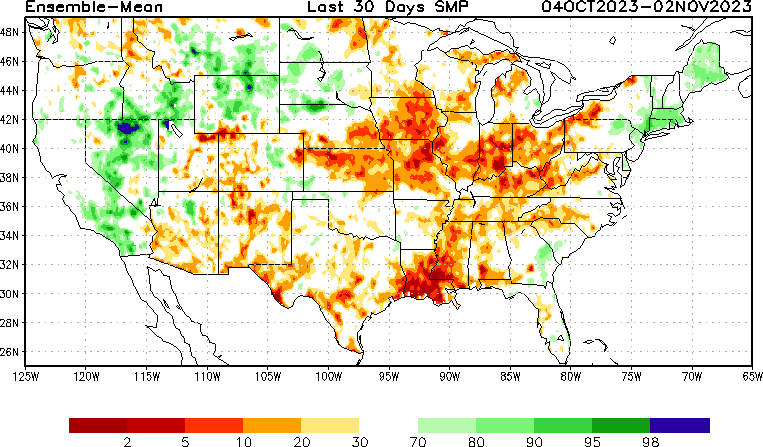 Ensemble-Mean Last 30 Days SMP 04OCT2023-02NOV2023
48N
46N
44N
42N
40N
38N
36N
34N
32N
30N
28N
26N
125W 120W 115W 110W 105W 100W 95W 90W 85W 80W 75W 70W 65W
2 5 10 20 30 70 80 90 95 98